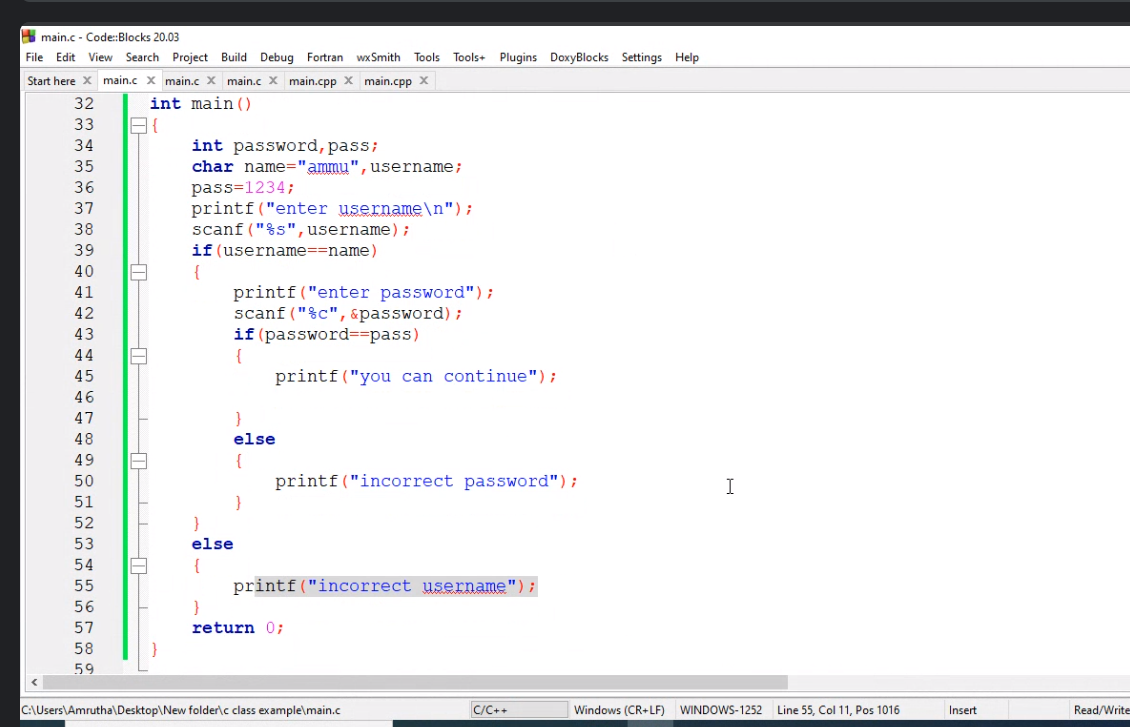 main.c - Code::Blocks 20.03
File Edit View Search Project Build Debug Fortran wxSmith Tools Tools+ Plugins DoxyBlocks Settings Help
Start here main.c main.c main.c main.cpp main.cpp
32 int main()
33 {
34 int password,pass;
35 char name="ammu",username;
36 pass=1234;
37 printf("enter username\n");
38 scanf("%s",username);
39 if(username==name)
40 {
41 printf("enter password");
42 scanf("%c",&password);
43 if(password==pass)
44 {
45 printf("you can continue");
46
47 }
48 else
49 {
50 printf("incorrect password");
51 }
52 }
53 else
54 {
55 printf("incorrect username");
56 }
57 return 0;
58 }
59
C:\Users\Amrutha\Desktop\New folder\c class example\main.c C/C++ Windows (CR+LF) WINDOWS-1252 Line 55, Col 11, Pos 1016 Insert Read/Write